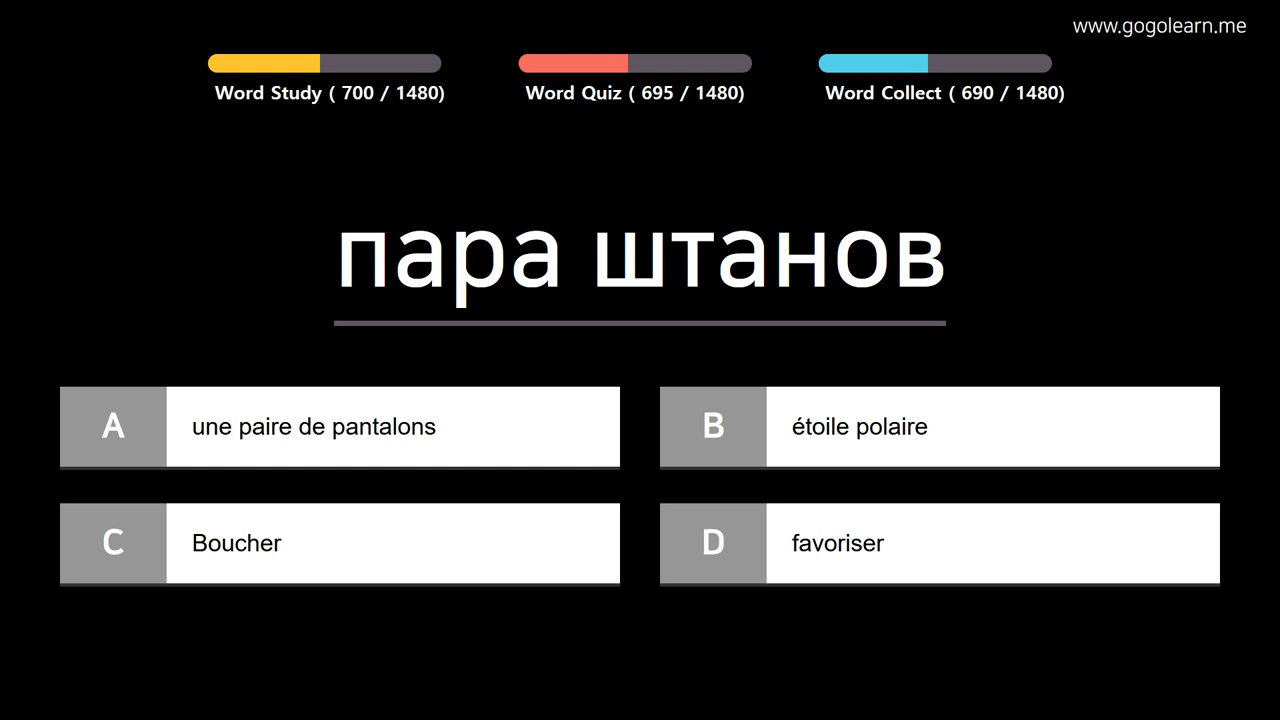 www.gogolearn.me
Word Study ( 700 / 1480)
Word Quiz ( 695 / 1480)
Word Collect ( 690 / 1480)
пара штанов
A
une paire de pantalons
B
étoile polaire
C
Boucher
D
favoriser